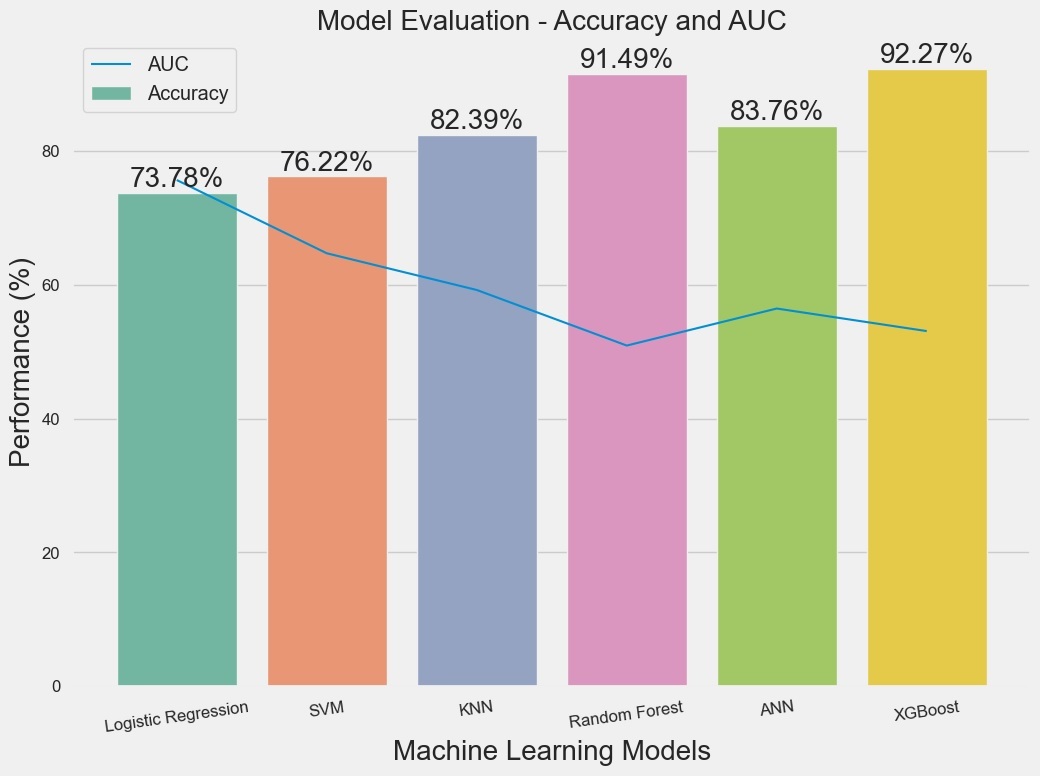 Model Evaluation - Accuracy and AUC
AUC
Accuracy
73.78%
76.22%
82.39%
91.49%
83.76%
92.27%
80
60
40
20
0
Performance (%)
Logistic Regression
SVM
KNN
Random Forest
ANN
XGBoost
Machine Learning Models